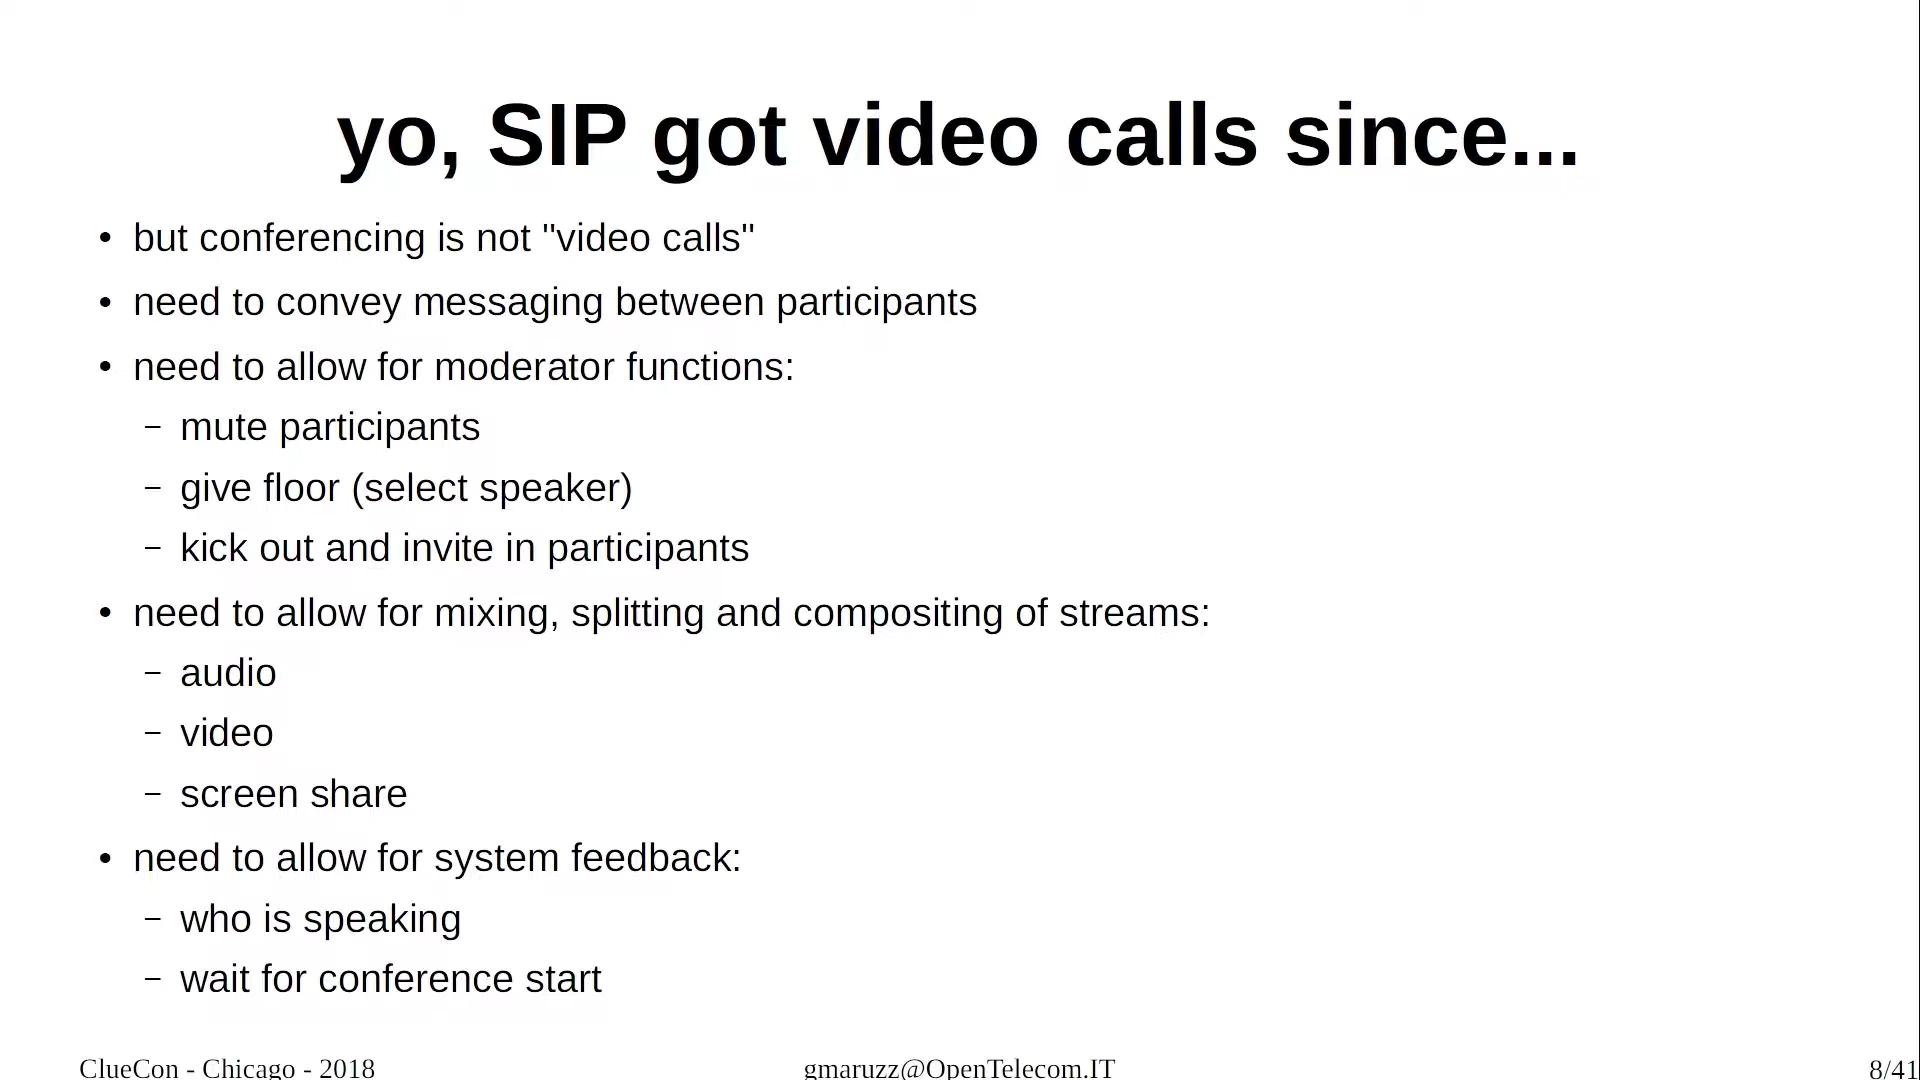 yo, SIP got video calls since...
• but conferencing is not "video calls"
• need to convey messaging between participants
• need to allow for moderator functions:
– mute participants
– give floor (select speaker)
– kick out and invite in participants
• need to allow for mixing, splitting and compositing of streams:
– audio
– video
– screen share
• need to allow for system feedback:
– who is speaking
– wait for conference start
ClueCon - Chicago - 2018
gmaruzz@OpenTelecom.IT
8/41